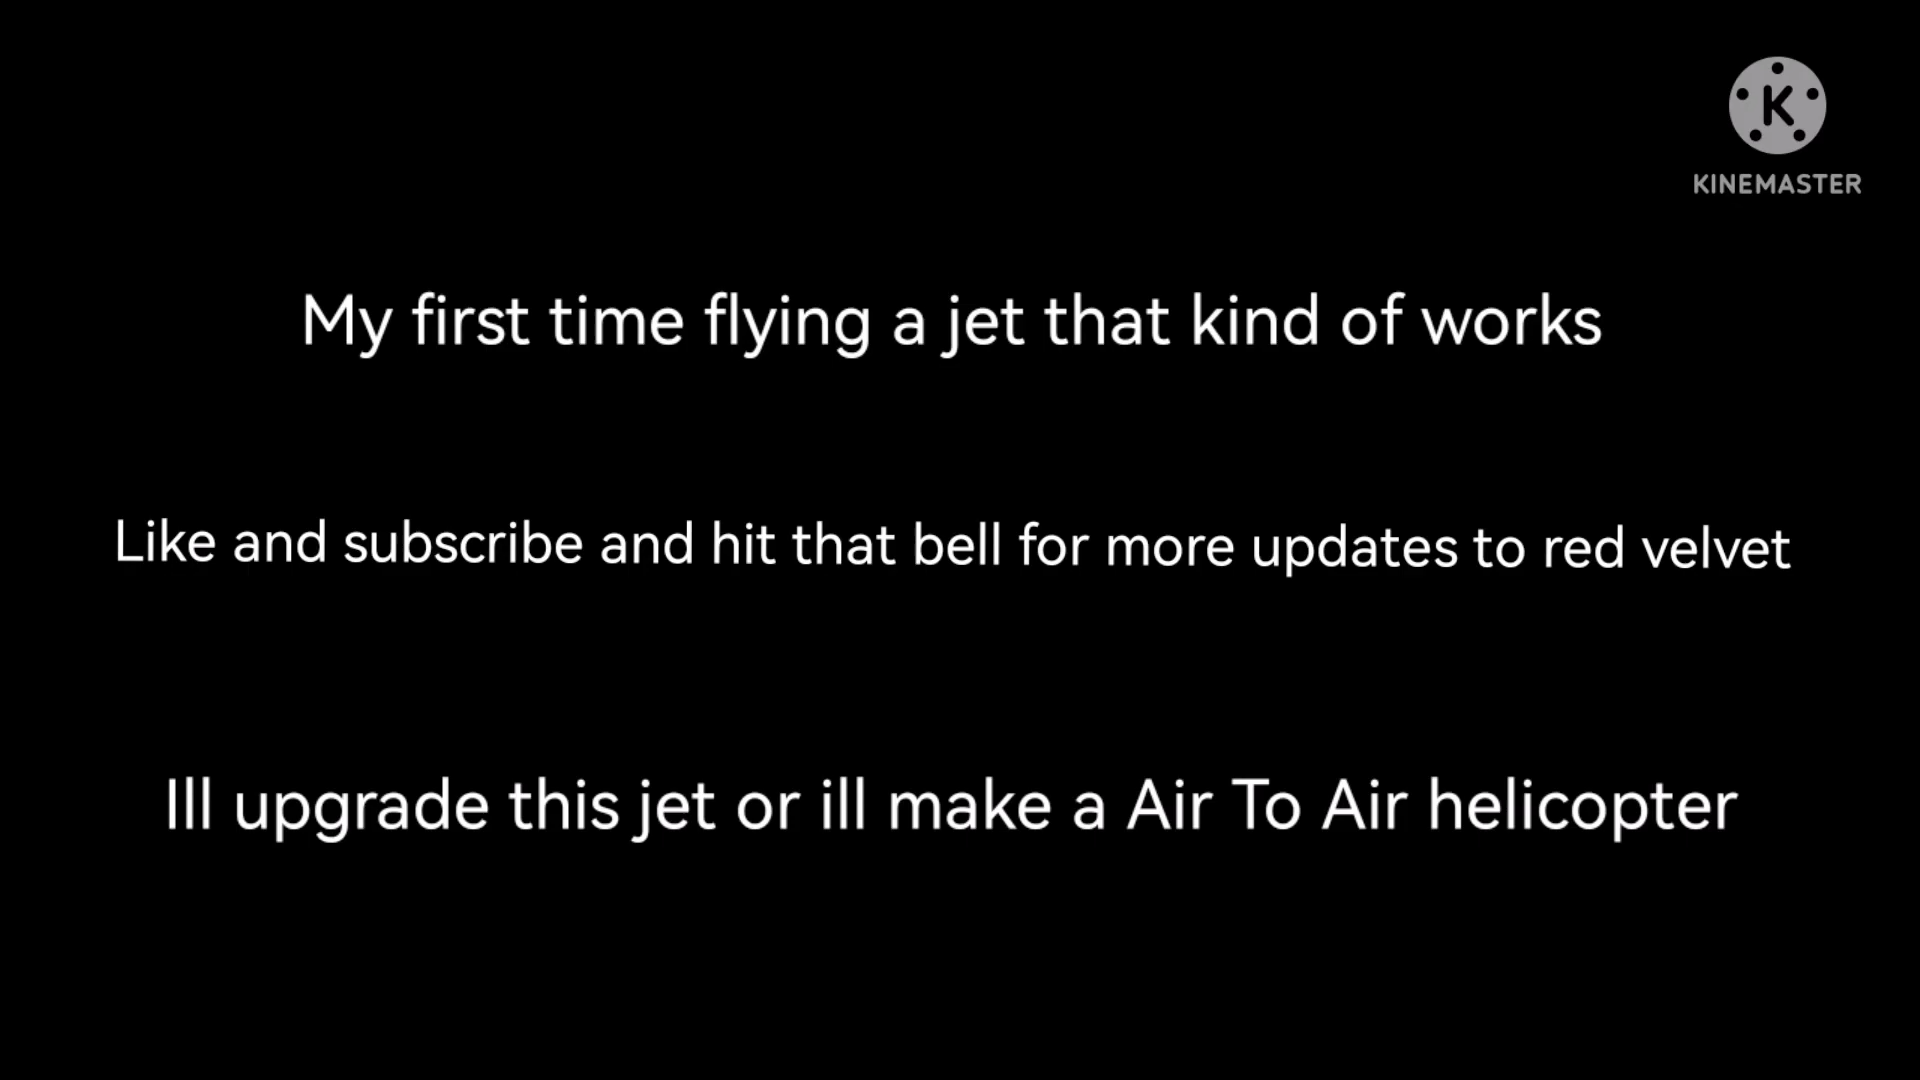 K
KINEMASTER
My first time flying a jet that kind of works
Like and subscribe and hit that bell for more updates to red velvet
Ill upgrade this jet or ill make a Air To Air helicopter